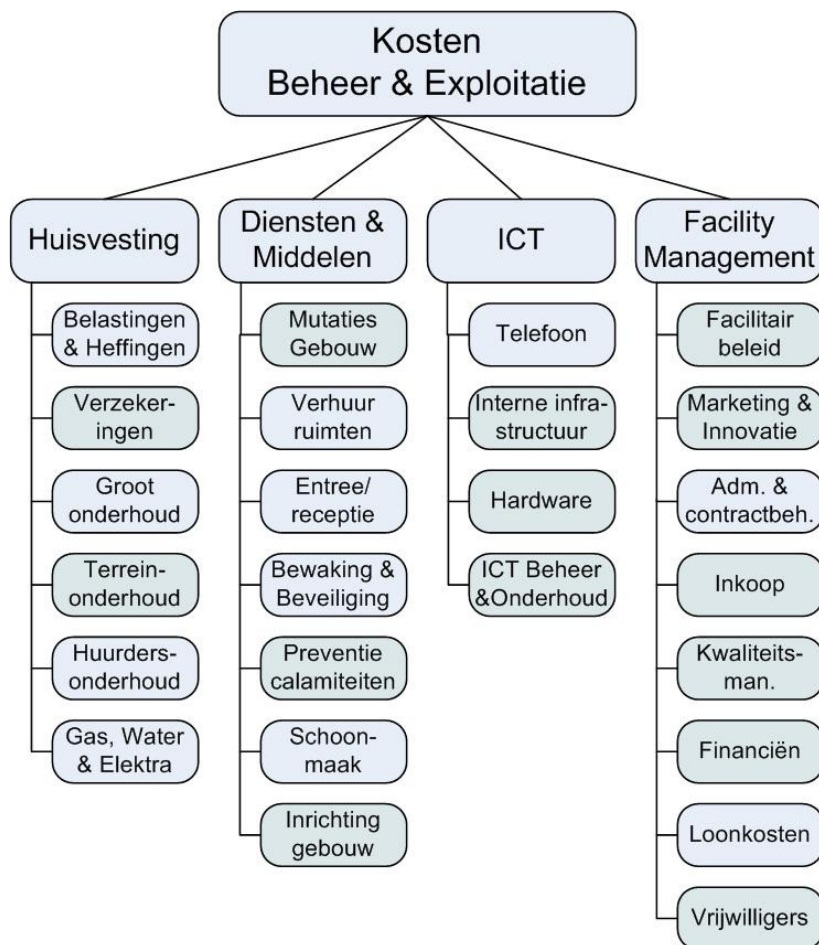 Kosten
Beheer & Exploitatie
Huisvesting
Belastingen
& Heffingen
Verzeker-
ingen
Groot
onderhoud
Terrein-
onderhoud
Huurders-
onderhoud
Gas, Water
& Elektra
Diensten &
Middelen
Mutaties
Gebouw
Verhuur
ruimten
Entree/
receptie
Bewaking &
Beveiliging
Preventie
calamiteiten
Schoon-
maak
Inrichting
gebouw
ICT
Telefoon
Interne infra-
structuur
Hardware
ICT Beheer
&Onderhoud
Facility
Management
Facilitair
beleid
Marketing &
Innovatie
Adm. &
contractbeh.
Inkoop
Kwaliteits-
man.
Financiën
Loonkosten
Vrijwilligers